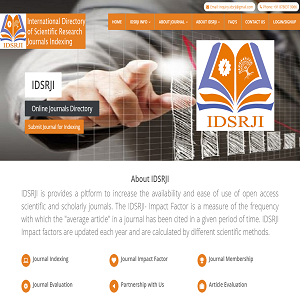 International Directory
of Scientific Research
Journals Indexing
HOME
IDSRJI INFO
ABOUT JOURNAL
ABOUT IDSRJI
FAQ'S
CONTACT US
LOGIN/SIGNUP
IDSRJI
IDSRJI
Online Journals Directory
Submit Journal for Indexing
IDSRJI
About IDSRJI
IDSRJI is provides a pltform to increase the availability and ease of use of open access
scientific and scholarly journals. The IDSRJI- Impact Factor is a measure of the frequency
with which the "average article" in a journal has been cited in a given period of time. IDSRJI
Impact factors are updated each year and are calculated by different scientific methods.
Journal Indexing
Journal Impact Factor
Journal Membership
Journal Evaluation
Partnership with Us
Article Evaluation